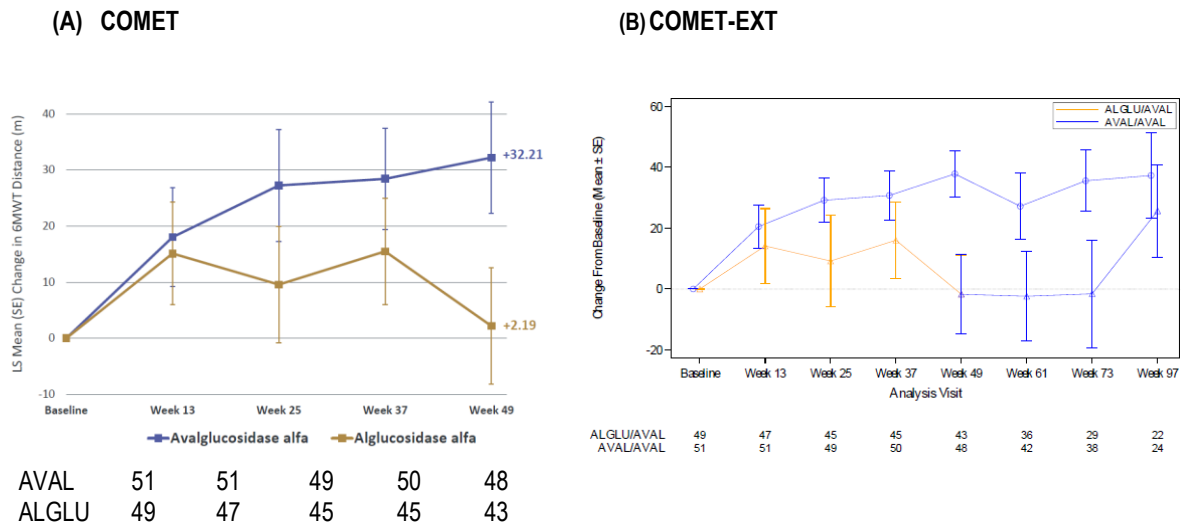 (A) COMET
LS Mean (SE) Change in 6MWT Distance (m)
40
30
20
10
0
-10
+32.21
+2.19
Baseline Week 13 Week 25 Week 37 Week 49
Avalglucosidase alfa Alglucosidase alfa
AVAL 51 51 49 50 48
ALGLU 49 47 45 45 43
(B) COMET-EXT
Change From Baseline (Mean ± SE)
60
40
20
0
-20
ALGLU/AVAL
AVAL/AVAL
Baseline Week 13 Week 25 Week 37 Week 49 Week 61 Week 73 Week 97
Analysis Visit
ALGLU/AVAL 49 47 45 45 43 36 29 22
AVAL/AVAL 51 51 49 50 48 42 38 24